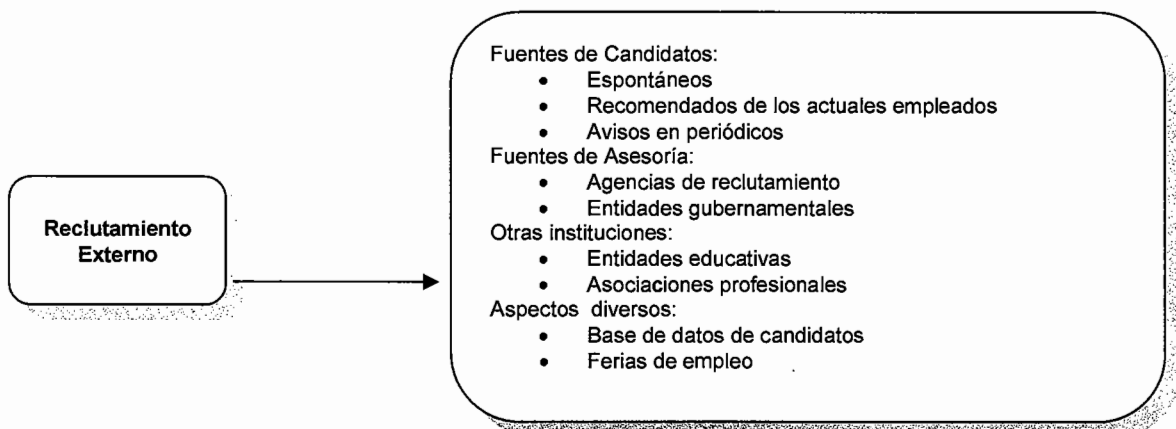 Reclutamiento
Externo
Fuentes de Candidatos:
• Espontáneos
• Recomendados de los actuales empleados
• Avisos en periódicos
Fuentes de Asesoría:
• Agencias de reclutamiento
• Entidades gubernamentales
Otras instituciones:
• Entidades educativas
• Asociaciones profesionales
Aspectos diversos:
• Base de datos de candidatos
• Ferias de empleo